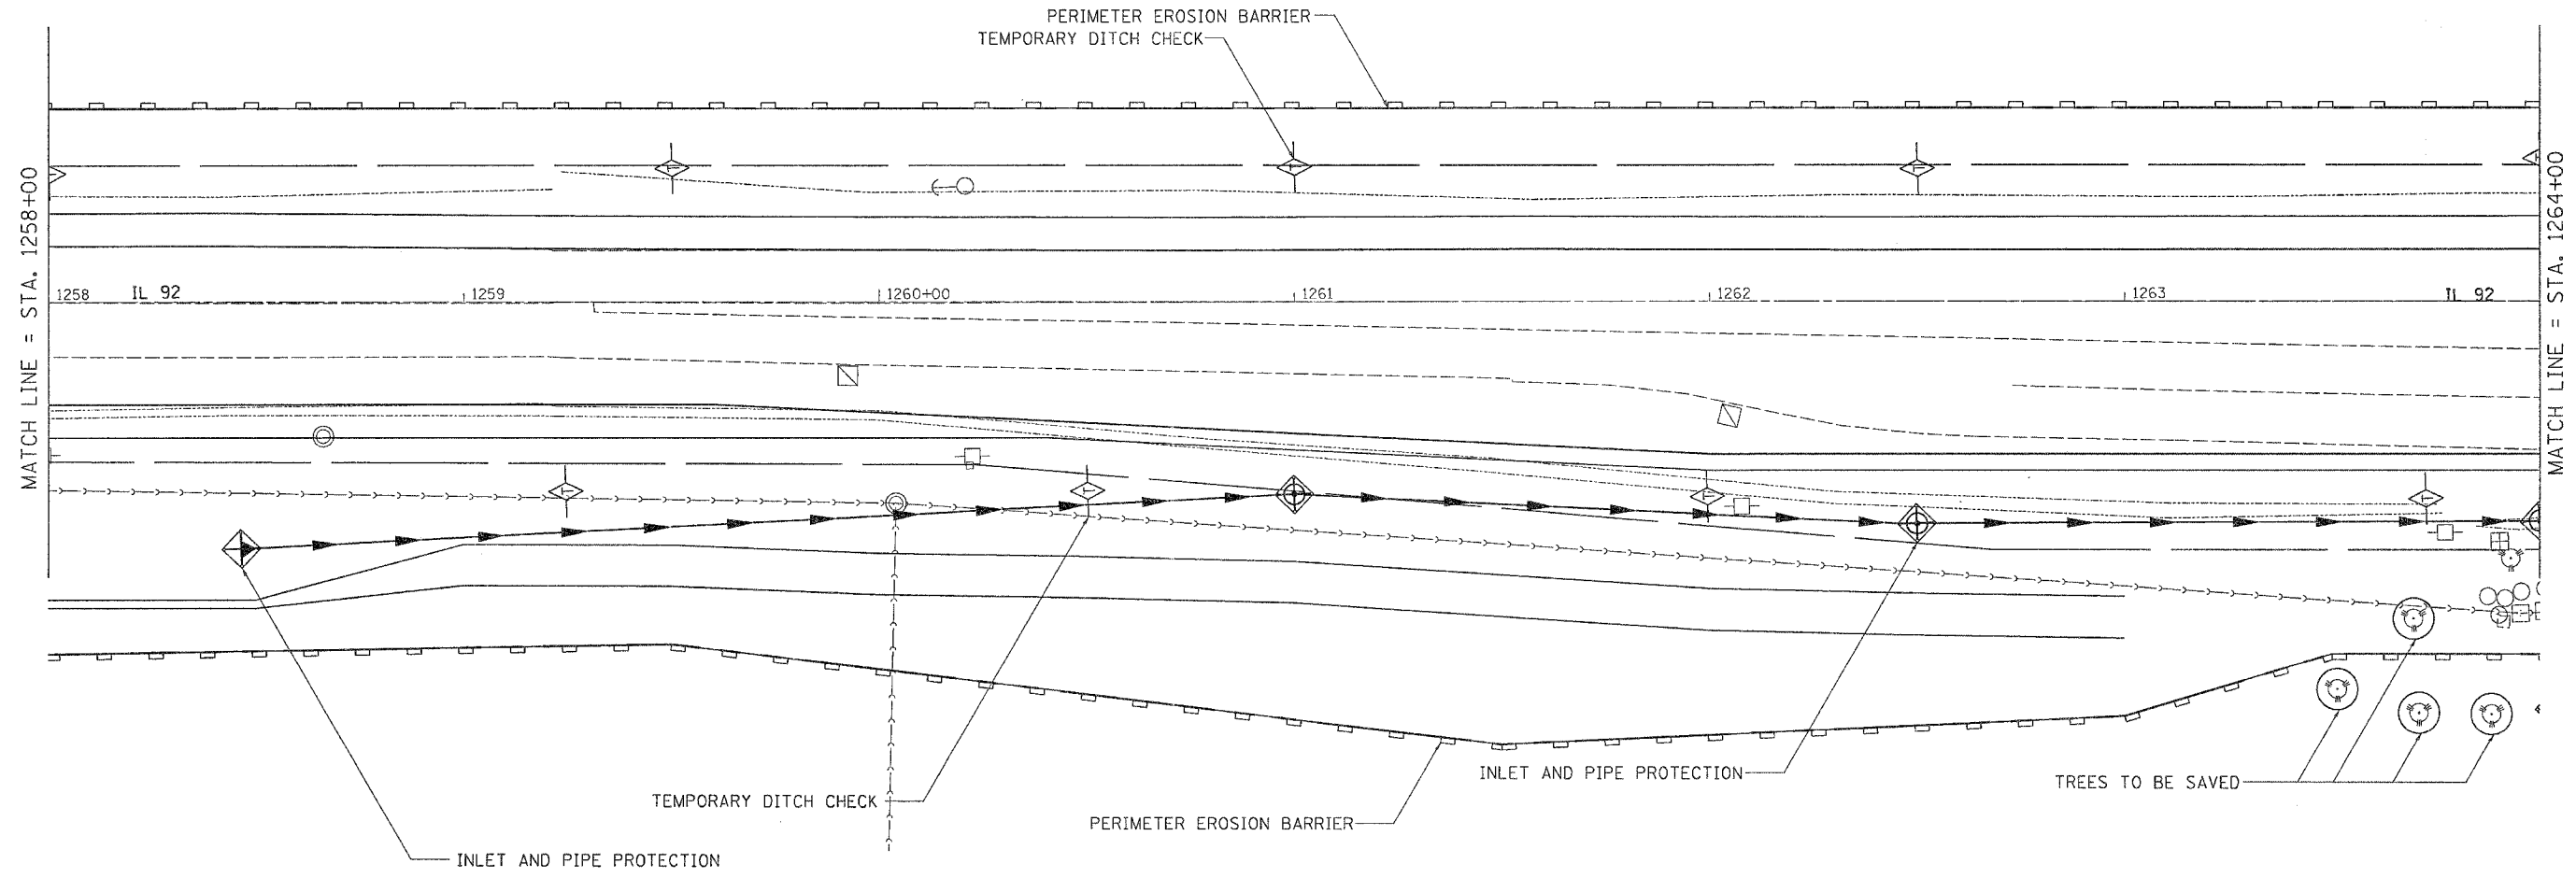 PERIMETER EROSION BARRIER
TEMPORARY DITCH CHECK
MATCH LINE = STA. 1258+00
MATCH LINE = STA. 1264+00
T
T
T
1258 IL 92 1259 1260+00 1261 1262 1263 IL 92
T
T
T
T
INLET AND PIPE PROTECTION
TREES TO BE SAVED
TEMPORARY DITCH CHECK
PERIMETER EROSION BARRIER
INLET AND PIPE PROTECTION